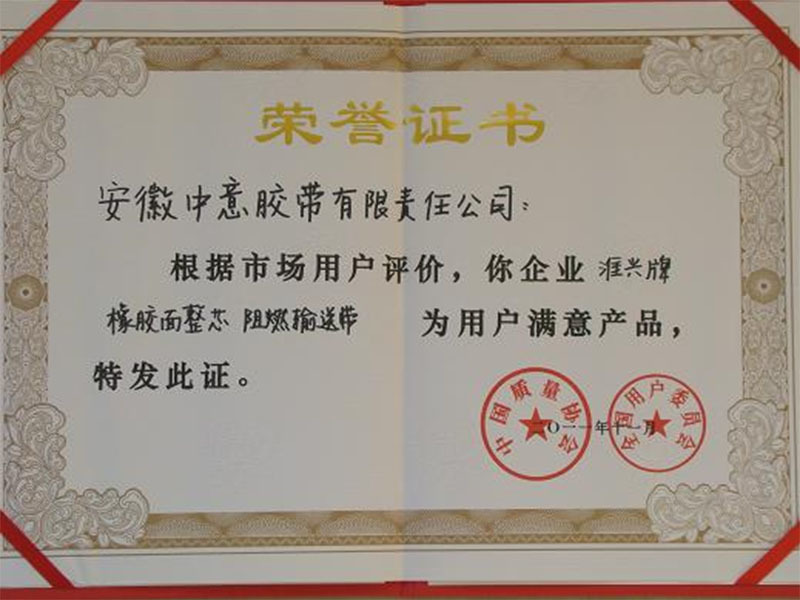 荣誉证书
安徽中意胶带有限责任公司：
根据市场用户评价，你企业 淮兴牌
橡胶面整芯 阻燃输送带 为用户满意产品，
特发此证。
中国质量协会
全国用户委员会
二〇一一年十一月